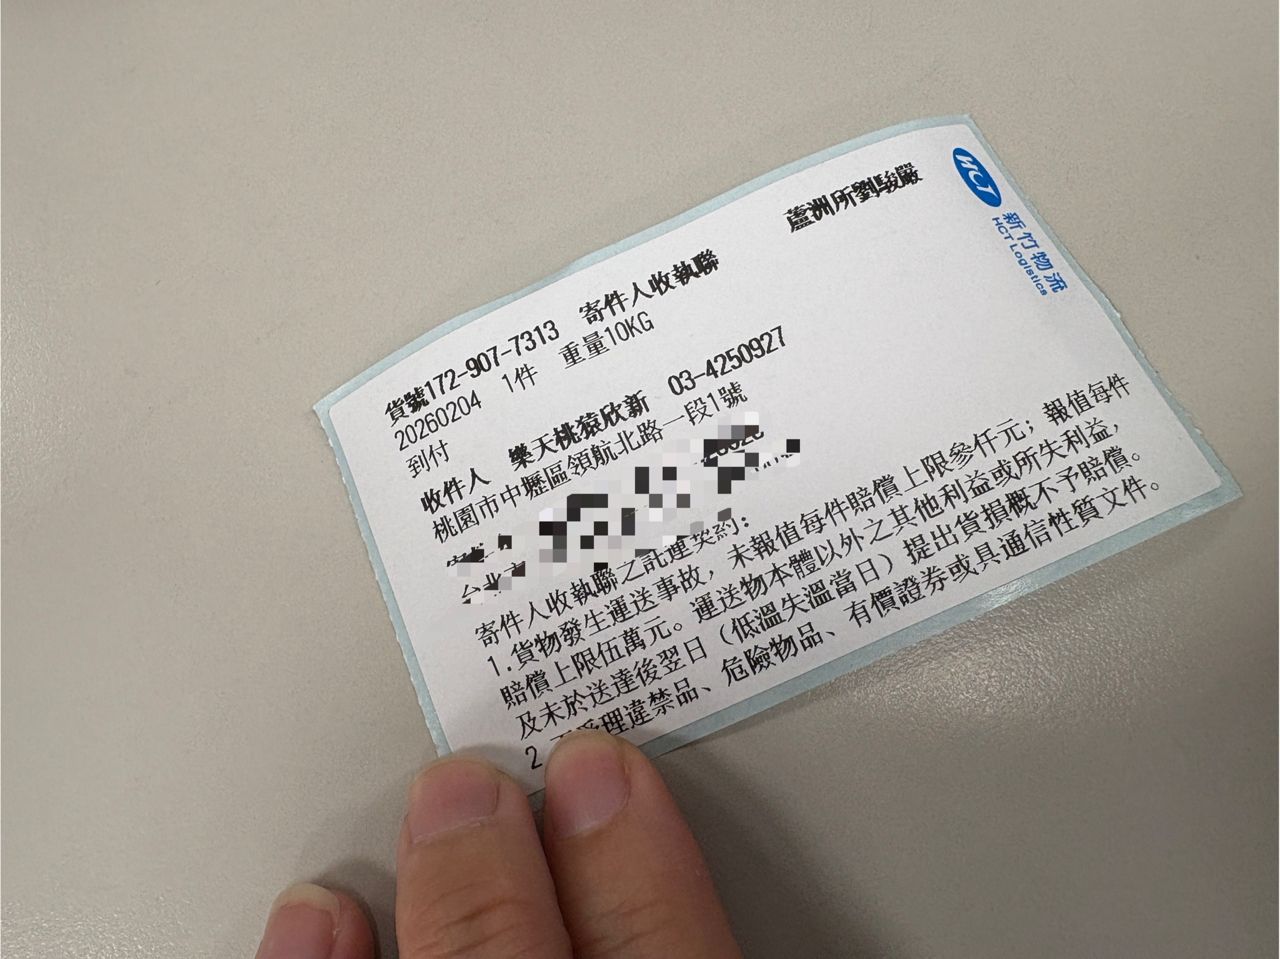 蘆洲所劉駿嚴
HCT
新竹物流
HCT Logistics
貨號172-907-7313 寄件人收執聯
20260204 1件 重量10KG
到付
收件人 樂天桃猿欣新 03-4250927
桃園市中壢區領航北路一段1號
台北
寄件人收執聯之託運契約:
1.貨物發生運送事故,未報值每件賠償上限參仟元;報值每件
賠償上限伍萬元。運送物本體以外之其他利益或所失利益,
及未於送達後翌日(低溫失溫當日)提出貨損概不予賠償。
2.受理違禁品、危險物品、有價證券或具通信性質文件。